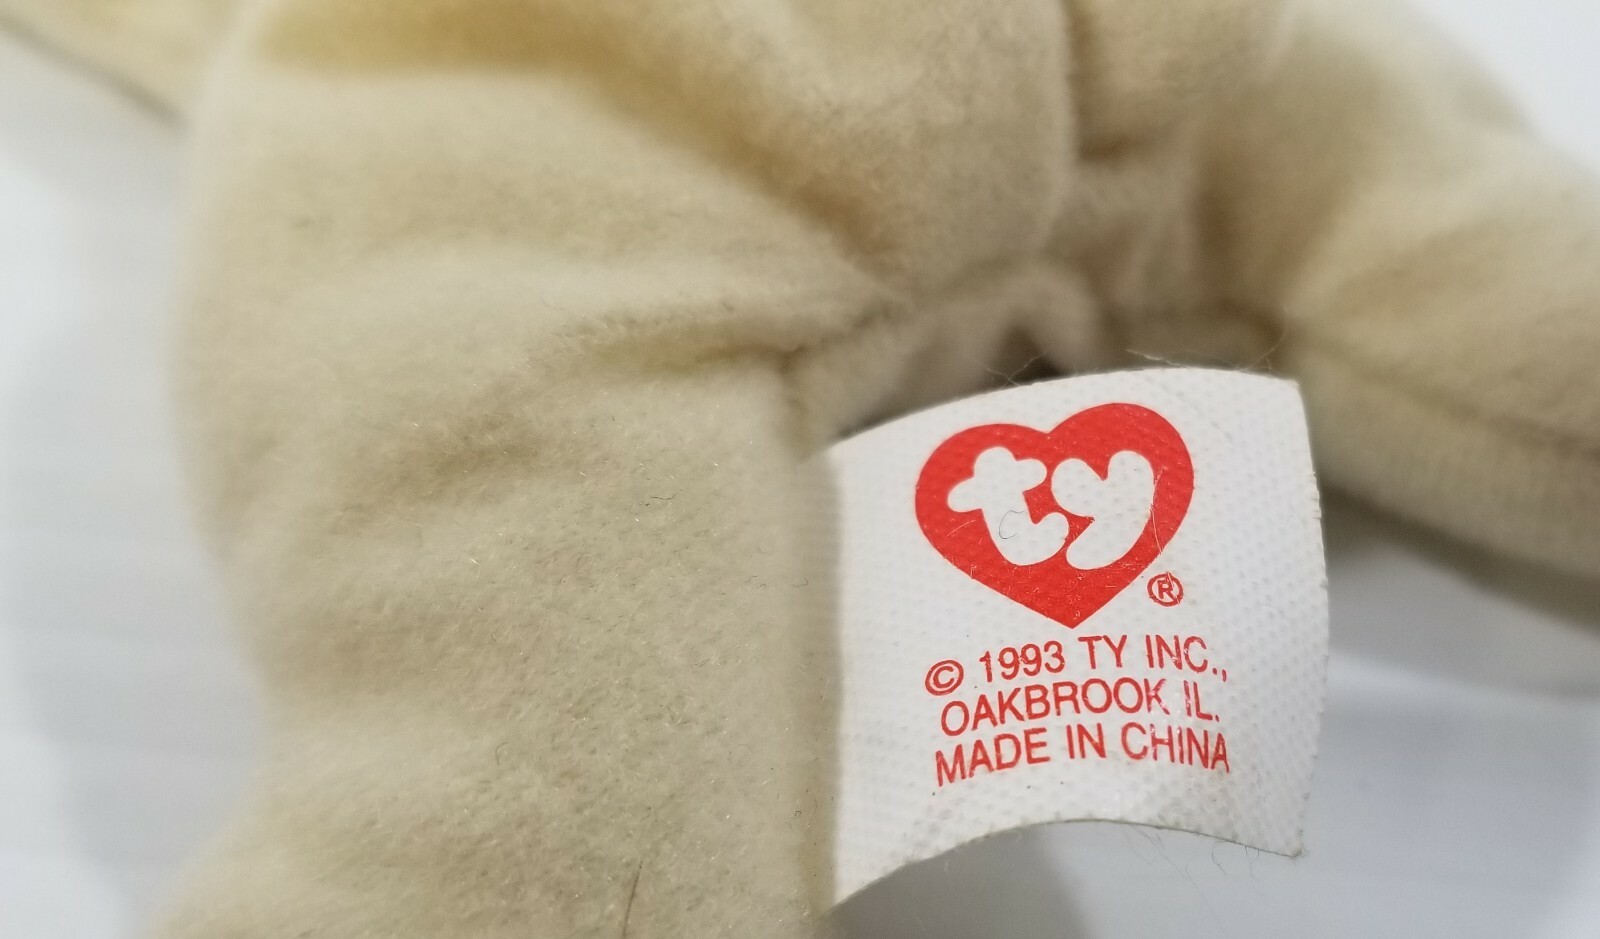 ty
®
© 1993 TY INC.,
OAKBROOK IL.
MADE IN CHINA